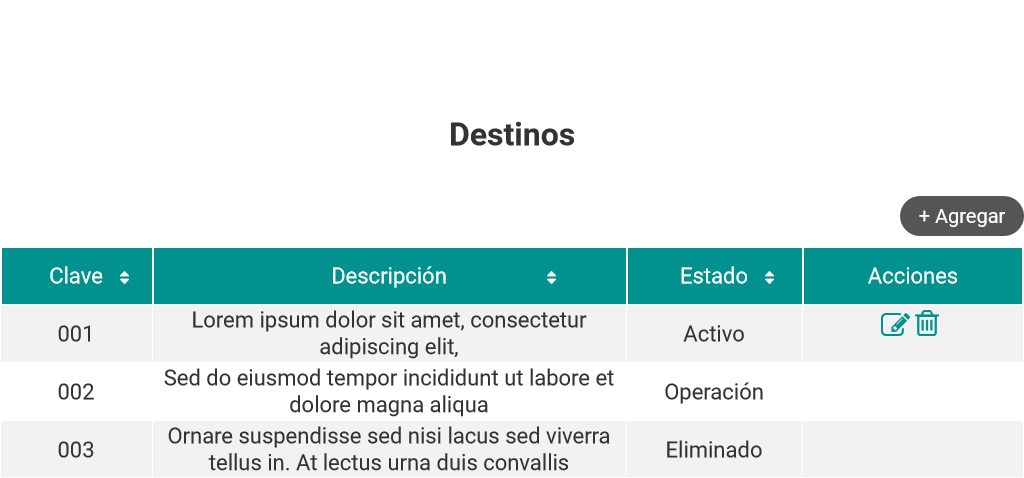 Destinos
+ Agregar
Clave Descripción Estado Acciones
001 Lorem ipsum dolor sit amet, consectetur adipiscing elit, Activo
002 Sed do eiusmod tempor incididunt ut labore et dolore magna aliqua Operación
003 Ornare suspendisse sed nisi lacus sed viverra tellus in. At lectus urna duis convallis Eliminado